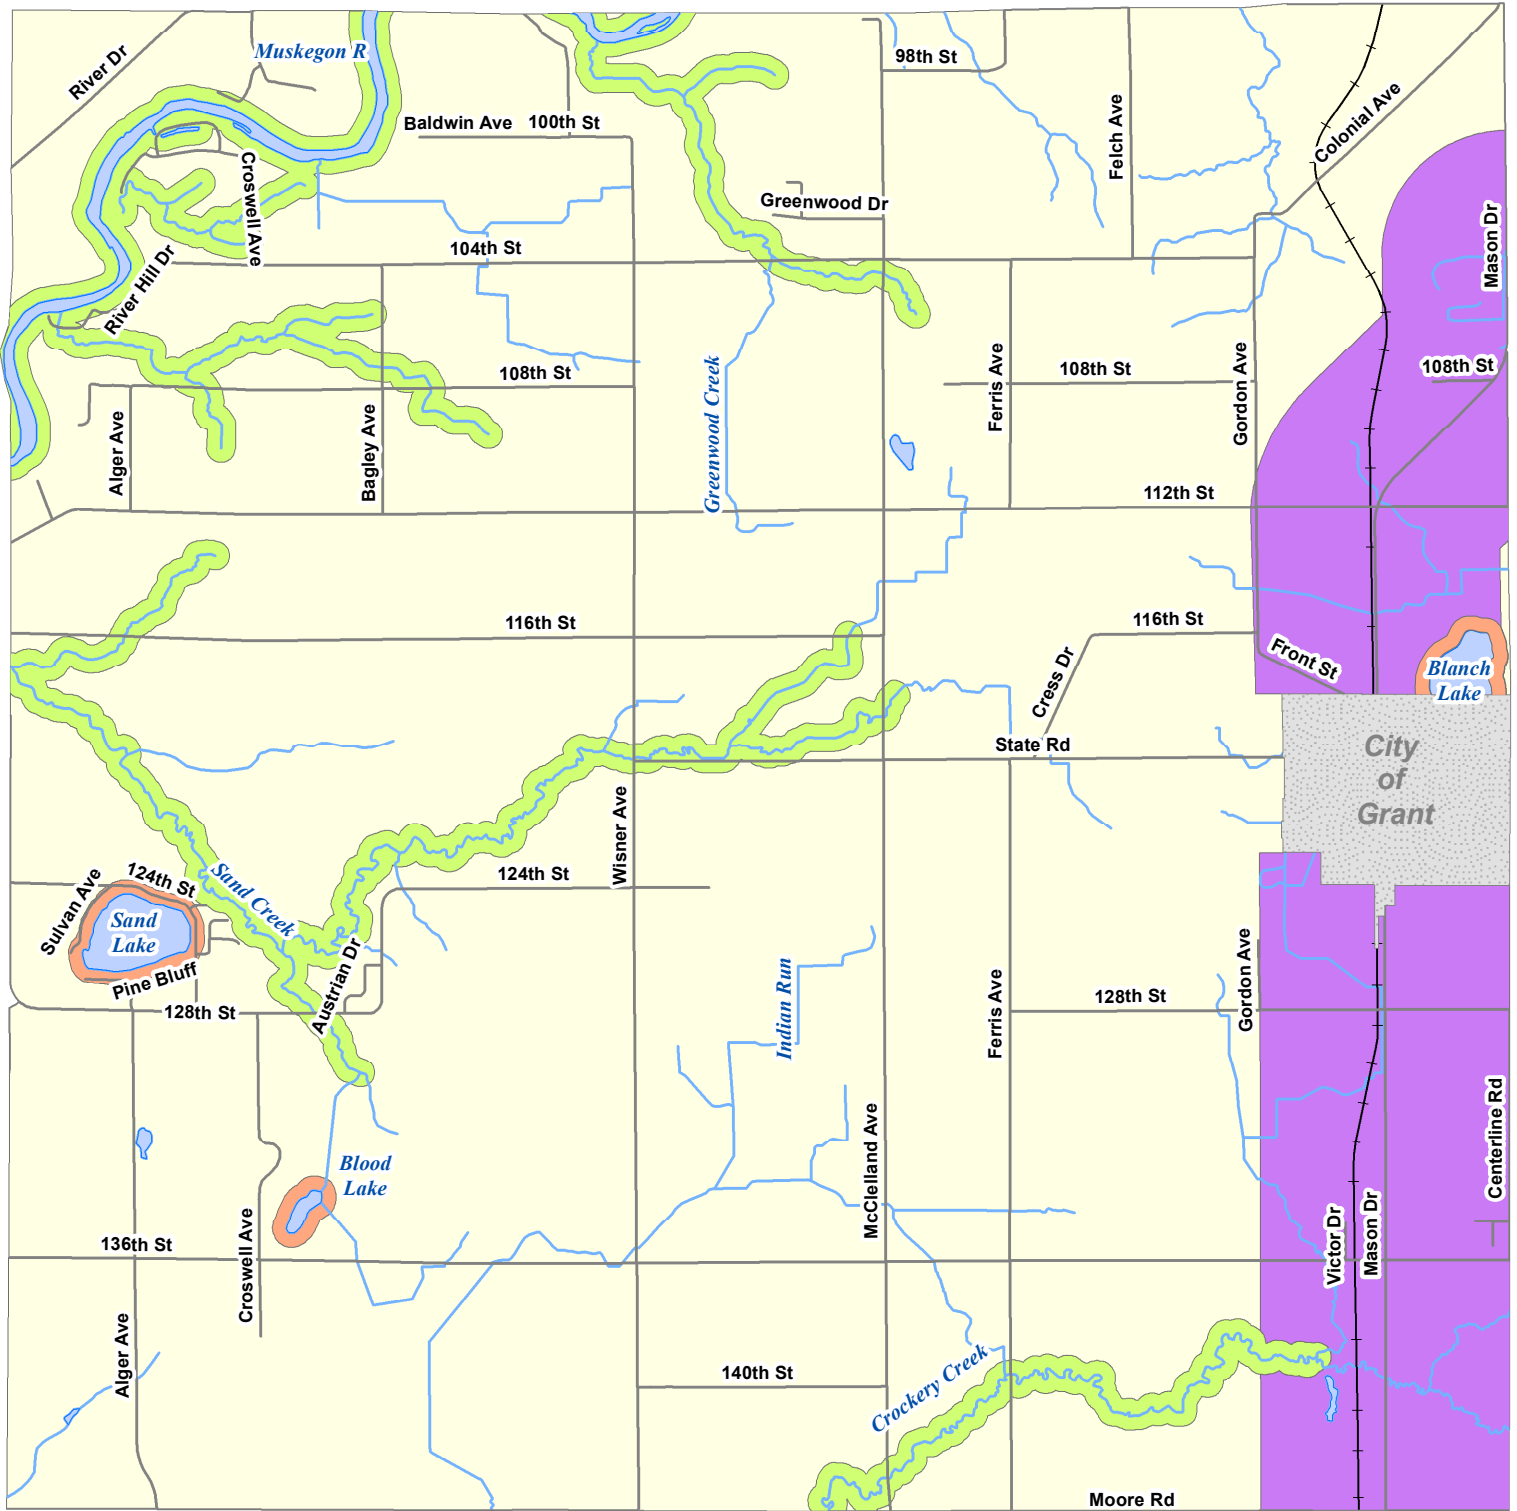 River Dr
Muskegon R
98th St
Baldwin Ave
100th St
Felch Ave
Colonial Ave
Croswell Ave
Greenwood Dr
Mason Dr
104th St
River Hill Dr
Greenwood Creek
108th St
Ferris Ave
108th St
Gordon Ave
108th St
Alger Ave
Bagley Ave
112th St
116th St
116th St
Cress Dr
Front St
Blanch
Lake
State Rd
City
of
Grant
Wisner Ave
124th St
124th St
Sulvan Ave
Sand
Lake
Sand Creek
Pine Bluff
128th St
Austrian Dr
Indian Run
Ferris Ave
128th St
Gordon Ave
Centerline Rd
McClelland Ave
Blood
Lake
136th St
Croswell Ave
Victor Dr
Mason Dr
Alger Ave
140th St
Crockery Creek
Moore Rd